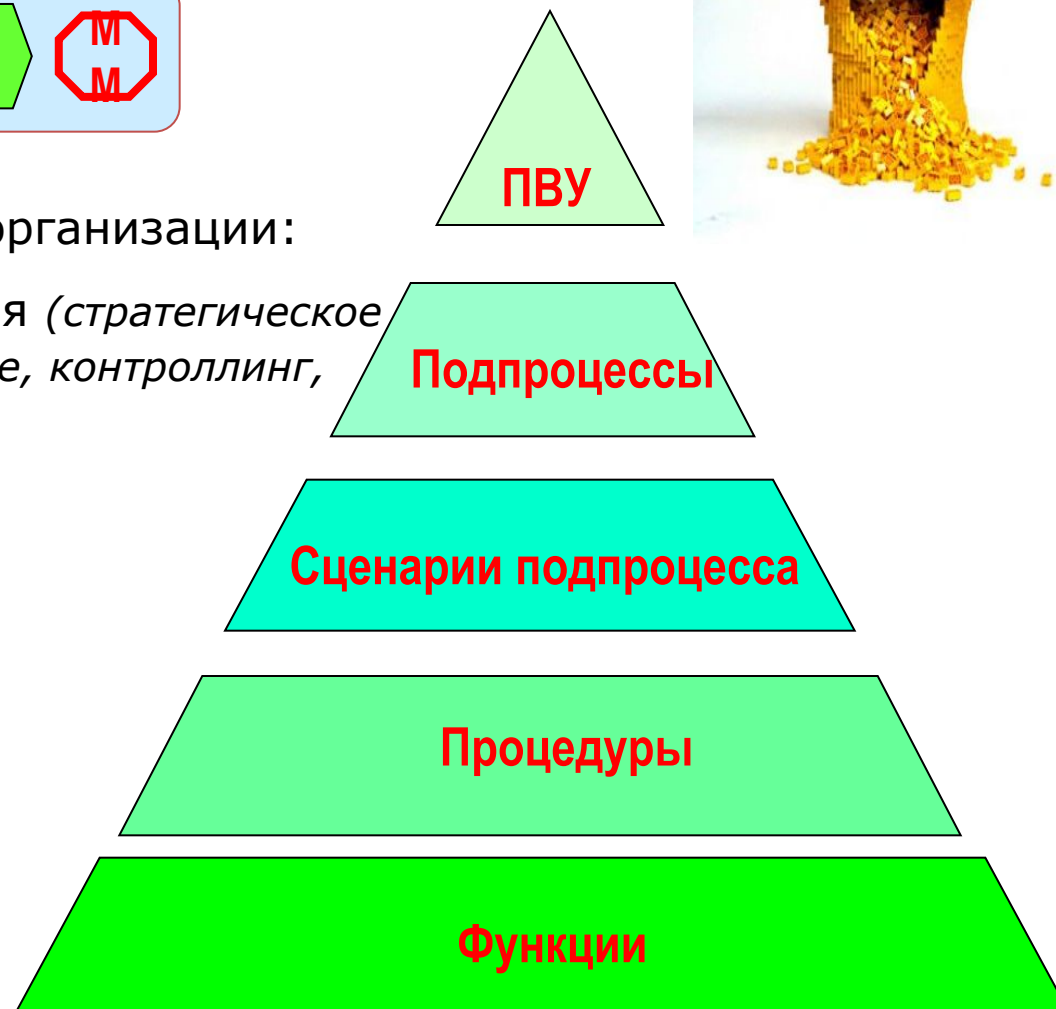 М
М
ПВУ
организации:
я (стратегическое
е, контроллинг,
Подпроцессы
Сценарии подпроцесса
Процедуры
Функции